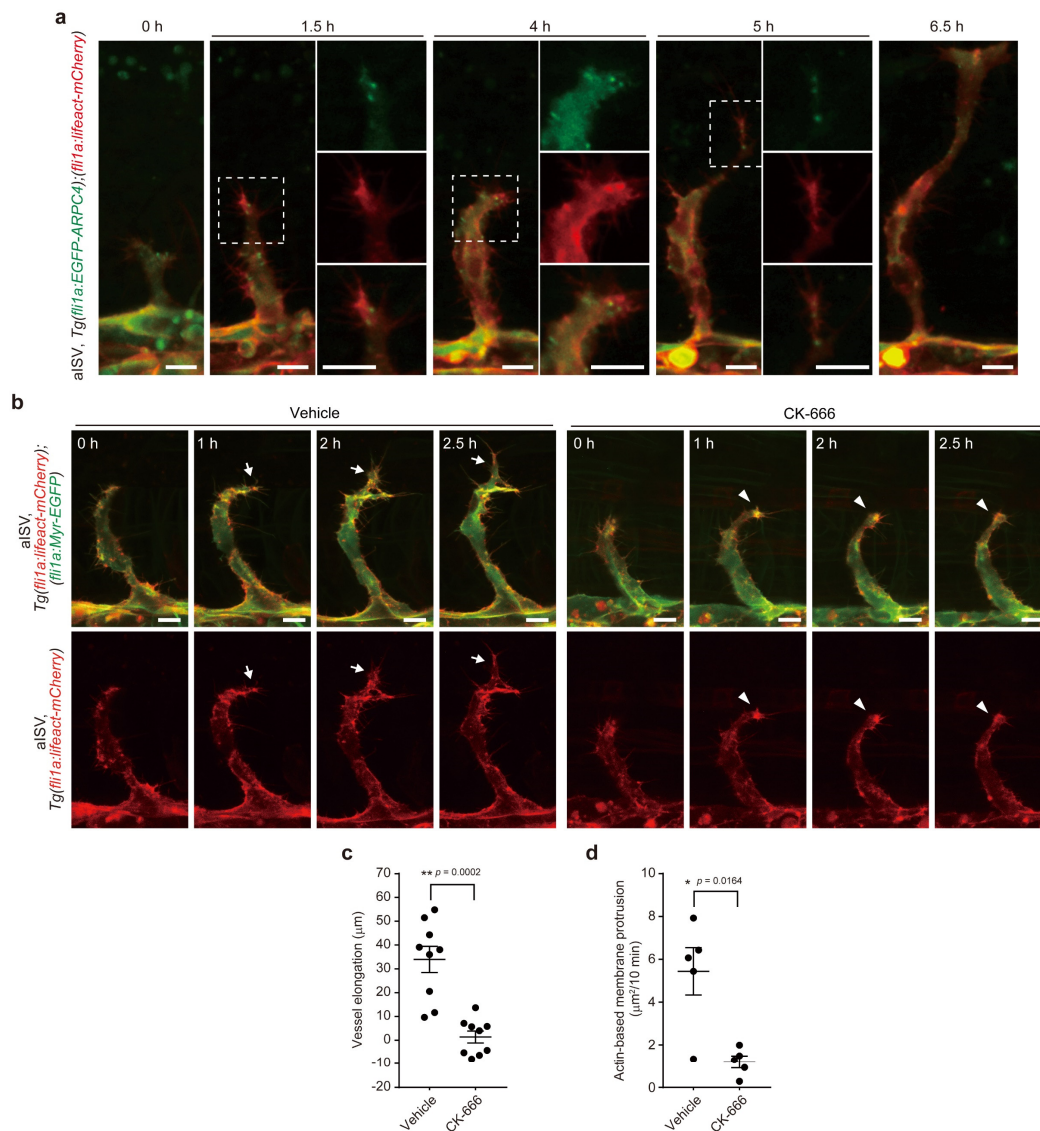 a
0 h
1.5 h
4 h
5 h
6.5 h
aISV, Tg(fli1a:EGFP-ARPC4);(fli1a:lifeact-mCherry)
b
Vehicle
CK-666
0 h
1 h
2 h
2.5 h
0 h
1 h
2 h
2.5 h
aISV,
Tg(fli1a:lifeact-mCherry);
(fli1a:Myr-EGFP)
aISV,
Tg(fli1a:lifeact-mCherry)
c
** p = 0.0002
Vessel elongation (μm)
70
60
50
40
30
20
10
0
-10
-20
Vehicle
CK-666
d
* p = 0.0164
Actin-based membrane protrusion
(μm²/10 min)
10
8
6
4
2
0
Vehicle
CK-666